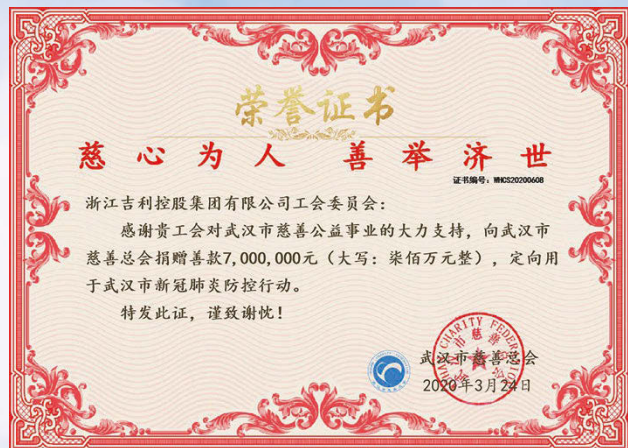 荣誉证书
慈心为人 善举济世
证书编号：WHCS20200608
浙江吉利控股集团有限公司工会委员会：
感谢贵工会对武汉市慈善公益事业的大力支持，向武汉市
慈善总会捐赠善款7,000,000元（大写：柒佰万元整），定向用
于武汉市新冠肺炎防控行动。
特发此证，谨致谢忱！
武汉市慈善总会
2020年3月24日